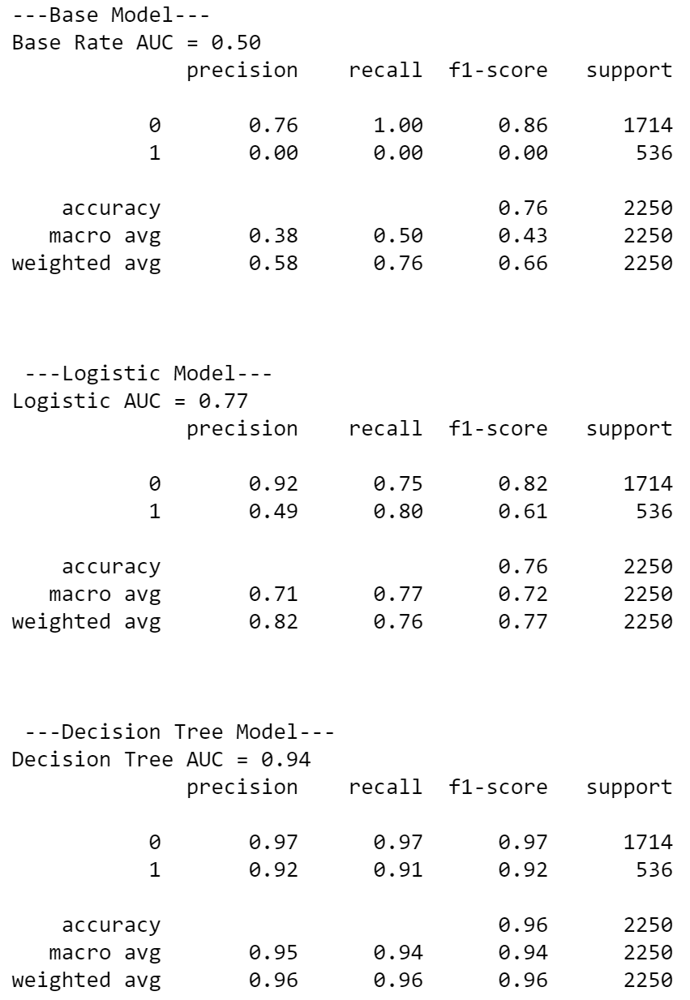 ---Base Model---
Base Rate AUC = 0.50
precision recall f1-score support
0 0.76 1.00 0.86 1714
1 0.00 0.00 0.00 536
accuracy 0.76 2250
macro avg 0.38 0.50 0.43 2250
weighted avg 0.58 0.76 0.66 2250
---Logistic Model---
Logistic AUC = 0.77
precision recall f1-score support
0 0.92 0.75 0.82 1714
1 0.49 0.80 0.61 536
accuracy 0.76 2250
macro avg 0.71 0.77 0.72 2250
weighted avg 0.82 0.76 0.77 2250
---Decision Tree Model---
Decision Tree AUC = 0.94
precision recall f1-score support
0 0.97 0.97 0.97 1714
1 0.92 0.91 0.92 536
accuracy 0.96 2250
macro avg 0.95 0.94 0.94 2250
weighted avg 0.96 0.96 0.96 2250